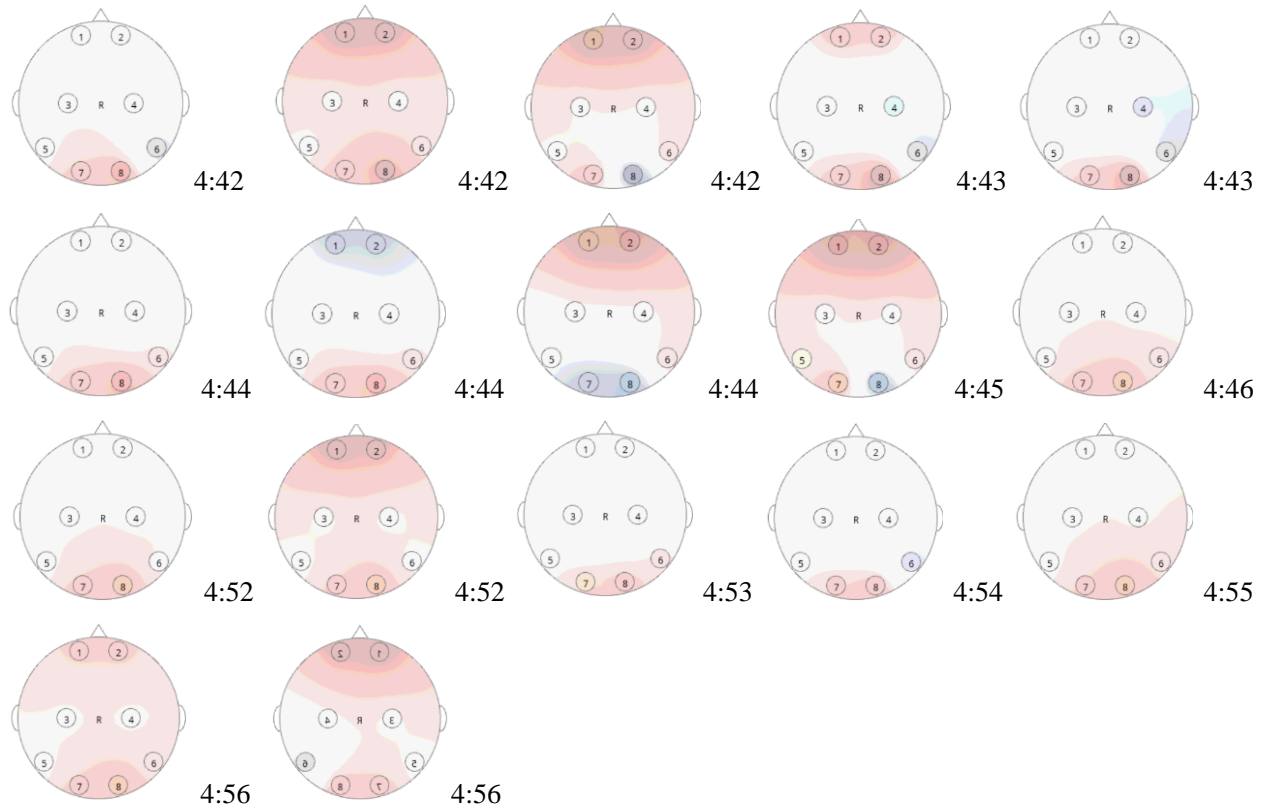 1 2 1 2 1 2 1 2 1 2
3 R 4 3 R 4 3 R 4 3 R 4 3 R 4
5 6 5 6 5 6 5 6 5 6
7 8 7 8 7 8 7 8 7 8
4:42 4:42 4:42 4:43 4:43
1 2 1 2 1 2 1 2 1 2
3 R 4 3 R 4 3 R 4 3 R 4 3 R 4
5 6 5 6 5 6 5 6 5 6
7 8 7 8 7 8 7 8 7 8
4:44 4:44 4:44 4:45 4:46
1 2 1 2 1 2 1 2 1 2
3 R 4 3 R 4 3 R 4 3 R 4 3 R 4
5 6 5 6 5 6 5 6 5 6
7 8 7 8 7 8 7 8 7 8
4:52 4:52 4:53 4:54 4:55
1 2 2 1
3 R 4 4 R 3
5 6 6 5
7 8 8 7
4:56 4:56